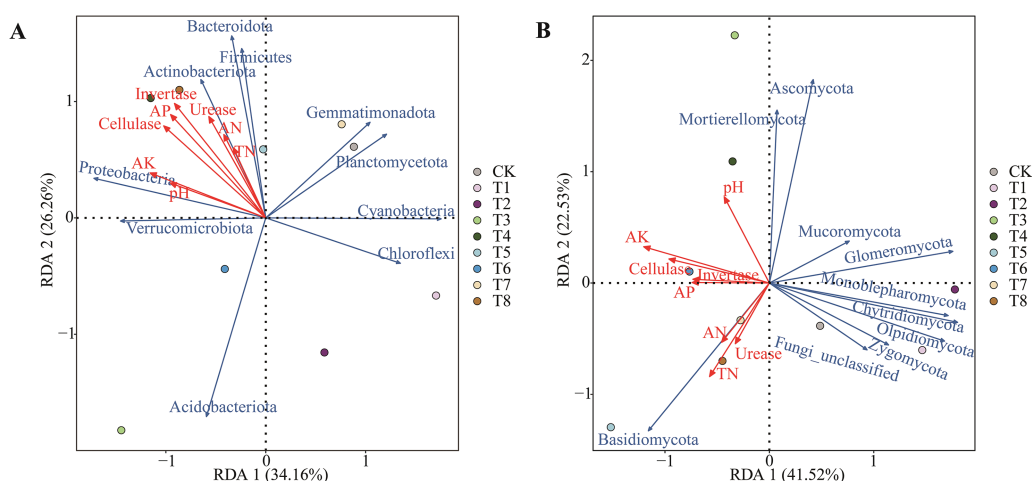 A
Bacteroidota
Firmicutes
Actinobacteriota
Invertase
AP
Urease
Cellulase
AN
TN
Gemmatimonadota
Planctomycetota
AK
Proteobacteria
pH
Cyanobacteria
Verrucomicrobiota
Chloroflexi
Acidobacteriota
1
0
−1
−1
0
1
RDA 2 (26.26%)
RDA 1 (34.16%)
CK
T1
T2
T3
T4
T5
T6
T7
T8
B
Ascomycota
Mortierellomycota
pH
Mucoromycota
AK
Glomeromycota
Cellulase
Invertase
AP
Monoblepharomycota
Chytridiomycota
Olpidiomycota
Zygomycota
Fungi_unclassified
AN
Urease
TN
Basidiomycota
2
1
0
−1
−1
0
1
RDA 2 (22.53%)
RDA 1 (41.52%)
CK
T1
T2
T3
T4
T5
T6
T7
T8